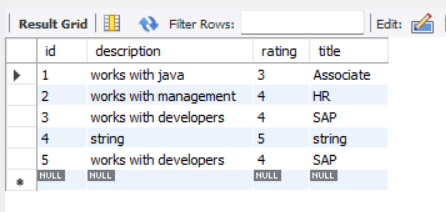 Result Grid Filter Rows: Edit:
id description rating title
1 works with java 3 Associate
2 works with management 4 HR
3 works with developers 4 SAP
4 string 5 string
5 works with developers 4 SAP
NULL NULL NULL NULL